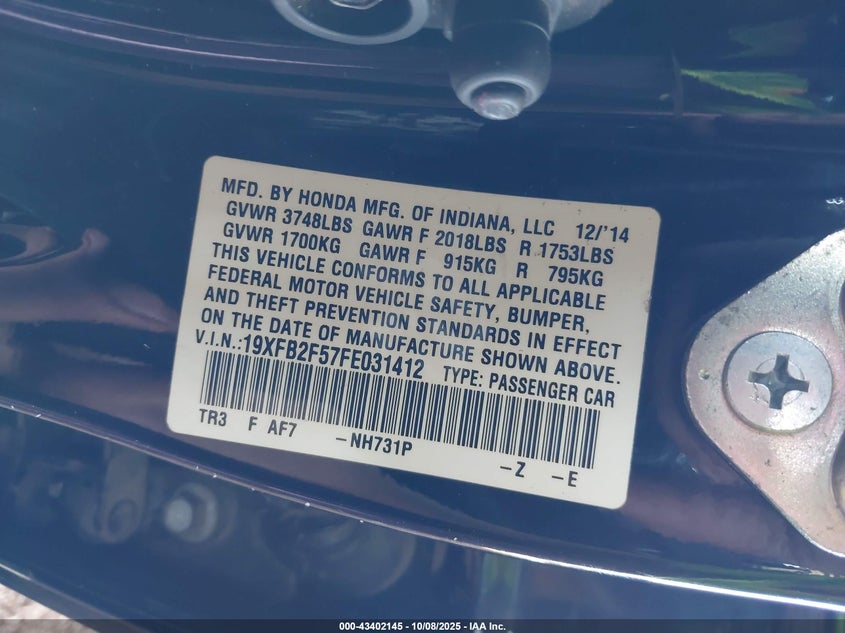 MFD. BY HONDA MFG. OF INDIANA, LLC 12/'14
GVWR 3748LBS GAWR F 2018LBS R 1753LBS
GVWR 1700KG GAWR F 915KG R 795KG
THIS VEHICLE CONFORMS TO ALL APPLICABLE
FEDERAL MOTOR VEHICLE SAFETY, BUMPER,
AND THEFT PREVENTION STANDARDS IN EFFECT
ON THE DATE OF MANUFACTURE SHOWN ABOVE.
V.I.N.:19XFB2F57FE031412 TYPE: PASSENGER CAR
TR3 F AF7 -NH731P -Z -E
000-43402145 - 10/08/2025 - IAA Inc.